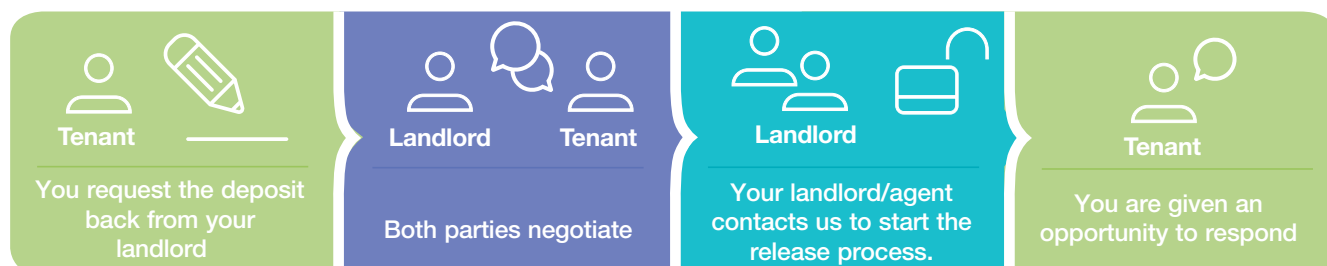 Tenant
You request the deposit
back from your
landlord
Landlord
Tenant
Both parties negotiate
Landlord
Your landlord/agent
contacts us to start the
release process.
Tenant
You are given an
opportunity to respond